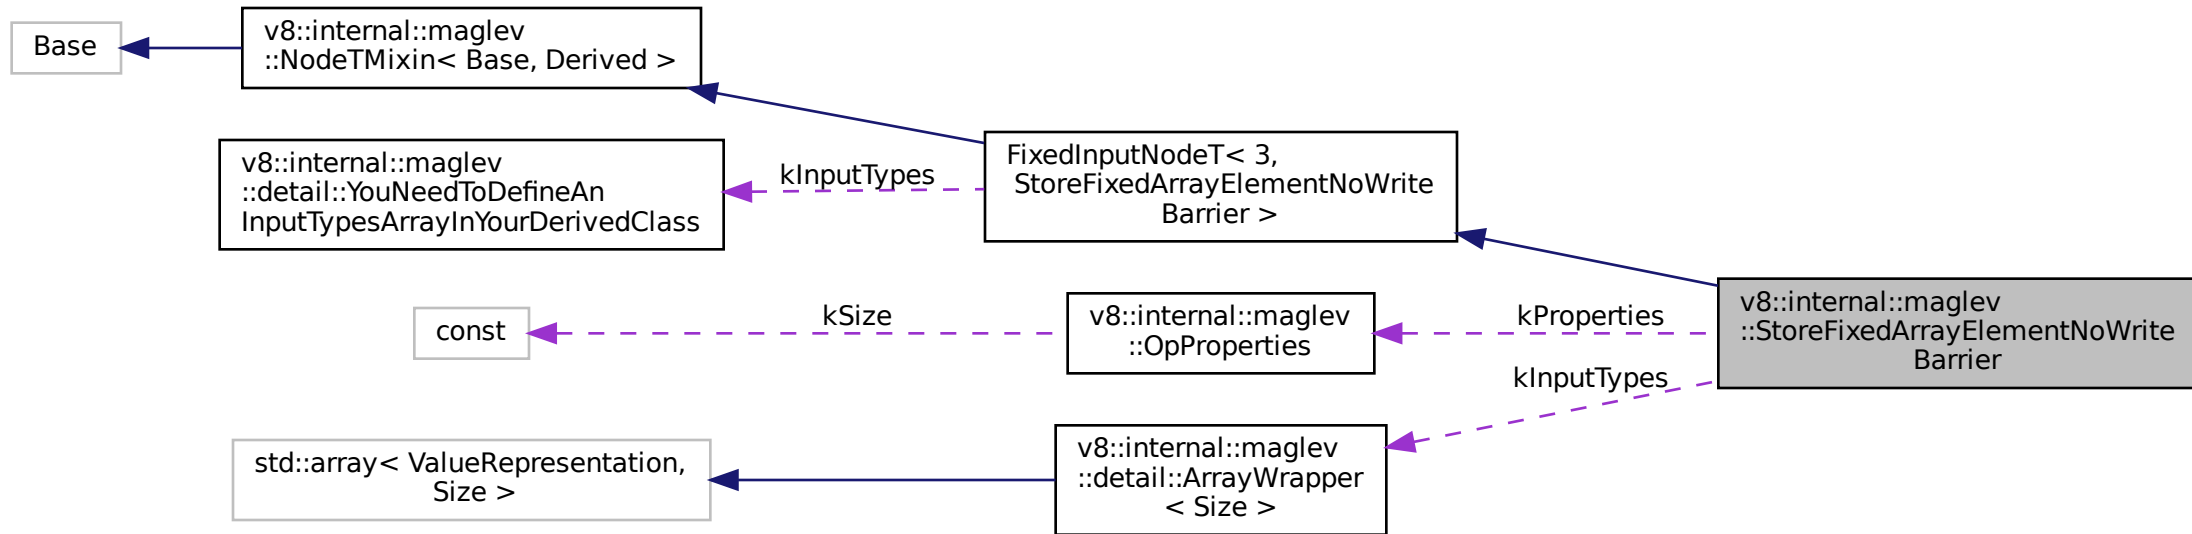 Base
v8::internal::maglev
::NodeTMixin< Base, Derived >
v8::internal::maglev
::detail::YouNeedToDefineAn
InputTypesArrayInYourDerivedClass
kInputTypes
FixedInputNodeT< 3,
StoreFixedArrayElementNoWrite
Barrier >
const
kSize
v8::internal::maglev
::OpProperties
kProperties
v8::internal::maglev
::StoreFixedArrayElementNoWrite
Barrier
kInputTypes
std::array< ValueRepresentation,
Size >
v8::internal::maglev
::detail::ArrayWrapper
< Size >